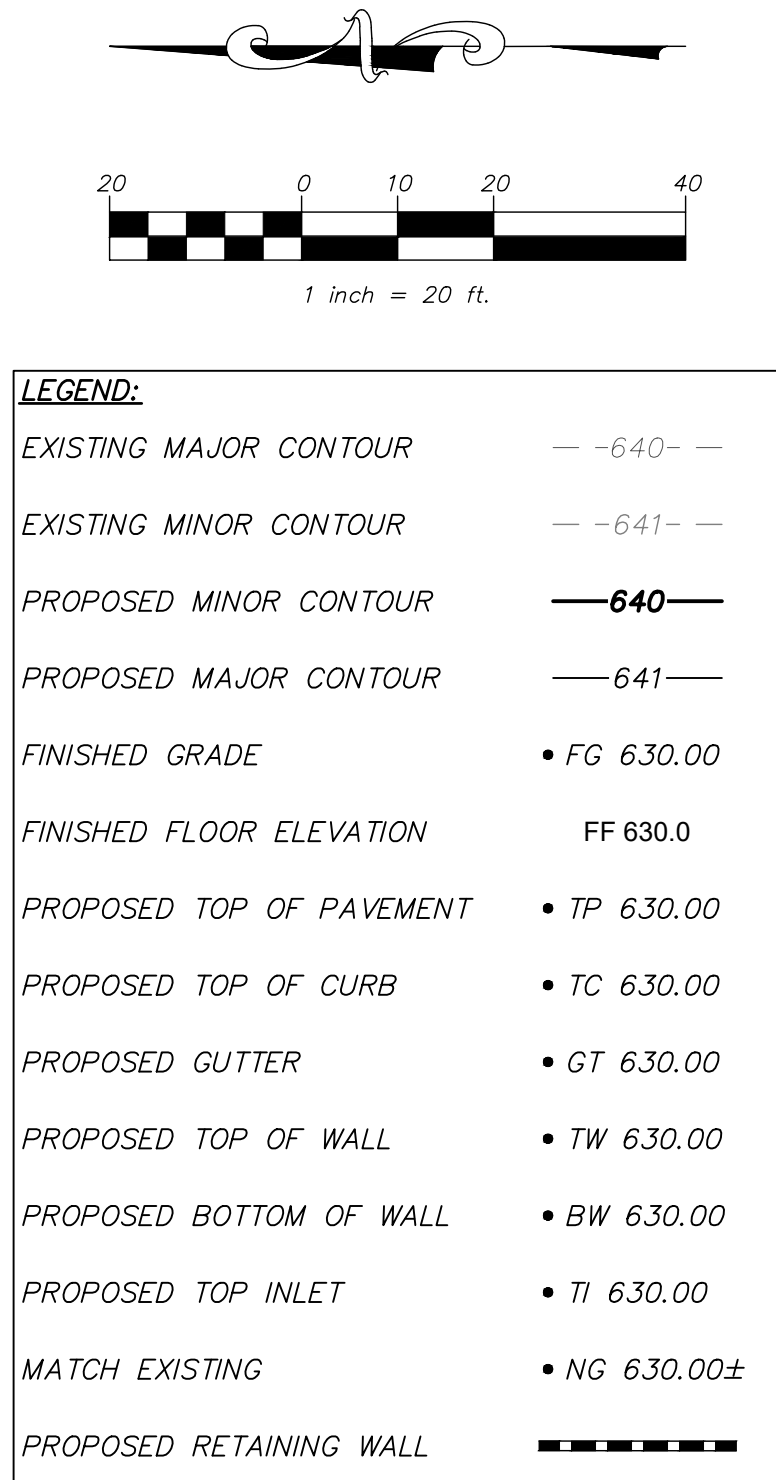 N
20 0 10 20 40
1 inch = 20 ft.
LEGEND:
EXISTING MAJOR CONTOUR — -640- —
EXISTING MINOR CONTOUR — -641- —
PROPOSED MINOR CONTOUR —640—
PROPOSED MAJOR CONTOUR —641—
FINISHED GRADE • FG 630.00
FINISHED FLOOR ELEVATION FF 630.0
PROPOSED TOP OF PAVEMENT • TP 630.00
PROPOSED TOP OF CURB • TC 630.00
PROPOSED GUTTER • GT 630.00
PROPOSED TOP OF WALL • TW 630.00
PROPOSED BOTTOM OF WALL • BW 630.00
PROPOSED TOP INLET • TI 630.00
MATCH EXISTING • NG 630.00±
PROPOSED RETAINING WALL